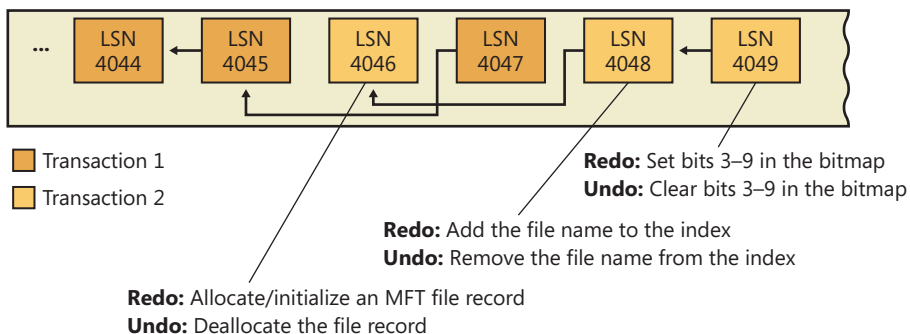 ... LSN 4044 LSN 4045 LSN 4046 LSN 4047 LSN 4048 LSN 4049
Transaction 1
Transaction 2
Redo: Set bits 3–9 in the bitmap
Undo: Clear bits 3–9 in the bitmap
Redo: Add the file name to the index
Undo: Remove the file name from the index
Redo: Allocate/initialize an MFT file record
Undo: Deallocate the file record